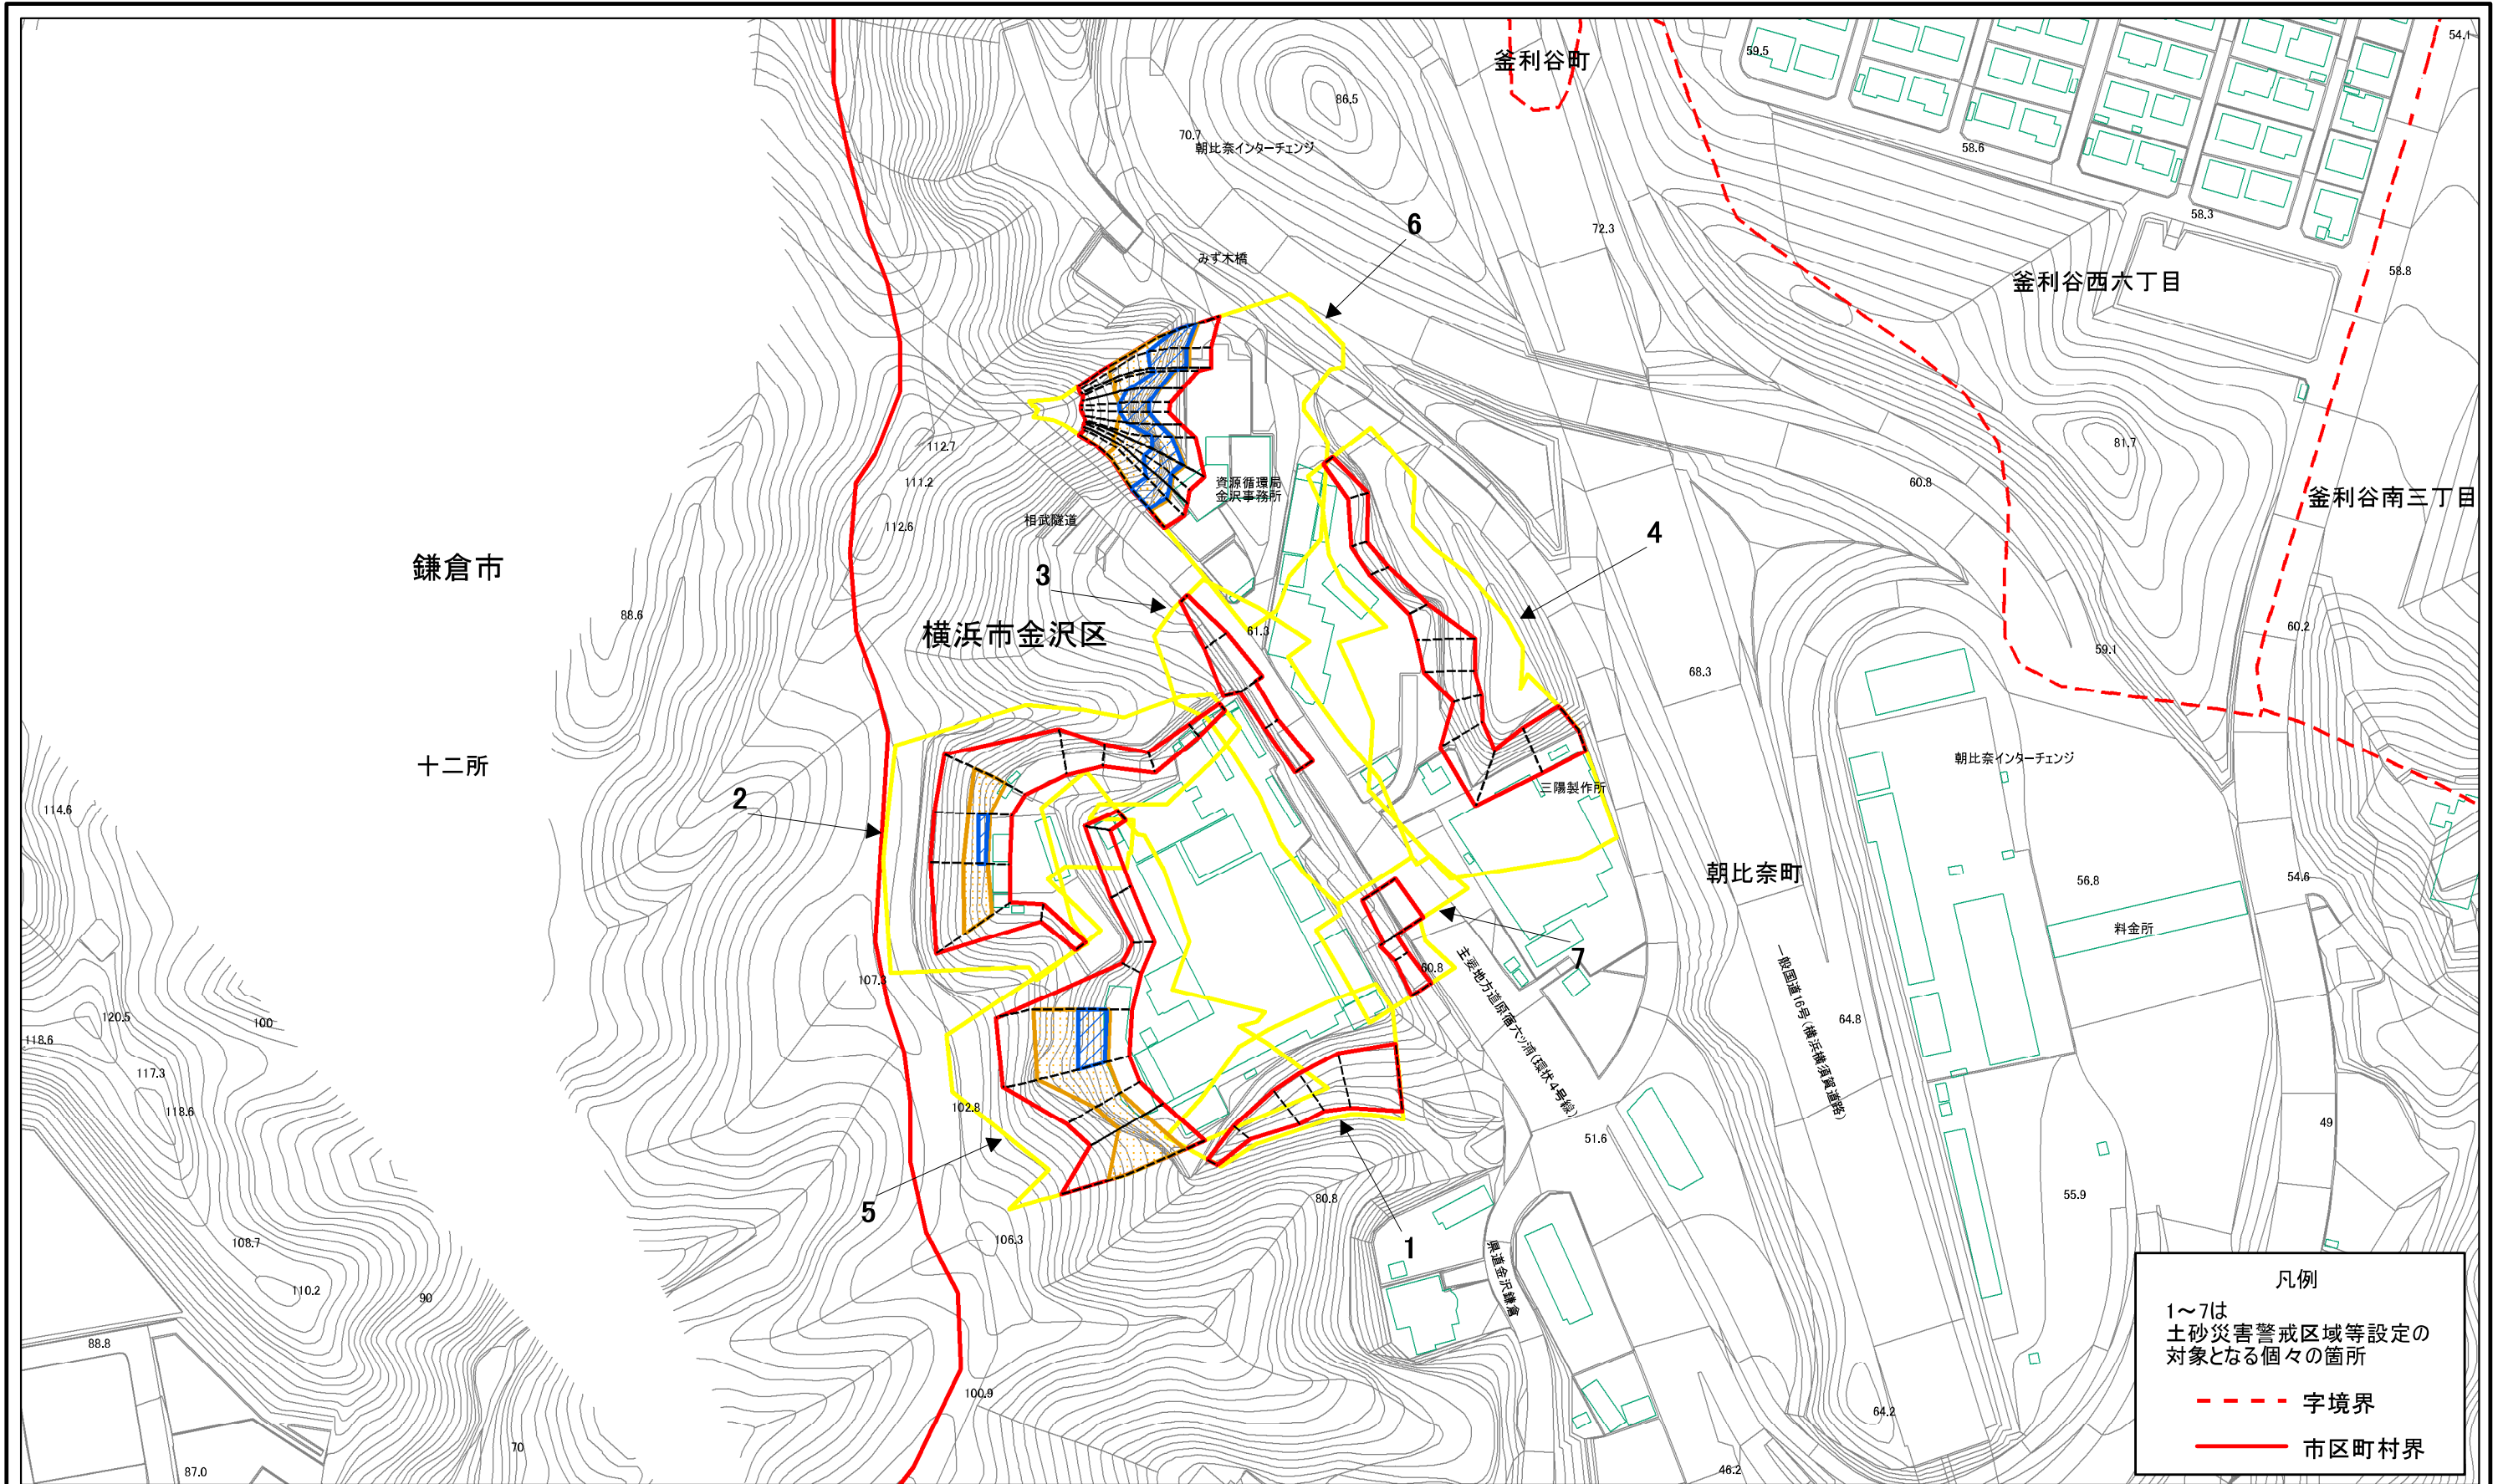 釜利谷町
59.5
54.1
86.5
70.7
朝比奈インターチェンジ
58.6
6
58.3
72.3
みず木橋
58.8
釜利谷西六丁目
81.7
112.7
111.2
60.8
資源循環局
金沢事務所
釜利谷南三丁目
相武隧道
112.6
4
鎌倉市
3
88.6
横浜市金沢区
61.3
60.2
59.1
68.3
十二所
朝比奈インターチェンジ
三陽製作所
2
114.6
朝比奈町
56.8
54.6
料金所
7
主要地方道原宿六ッ浦(環状4号線)
60.8
一般国道16号(横浜横須賀道路)
107.3
120.5
100
64.8
118.6
117.3
118.6
102.8
51.6
49
80.8
55.9
5
108.7
106.3
1
県道金沢鎌倉
110.2
90
88.8
100.9
64.2
70
87.0
46.2
凡例
1～7は
土砂災害警戒区域等設定の
対象となる個々の箇所
字境界
市区町村界